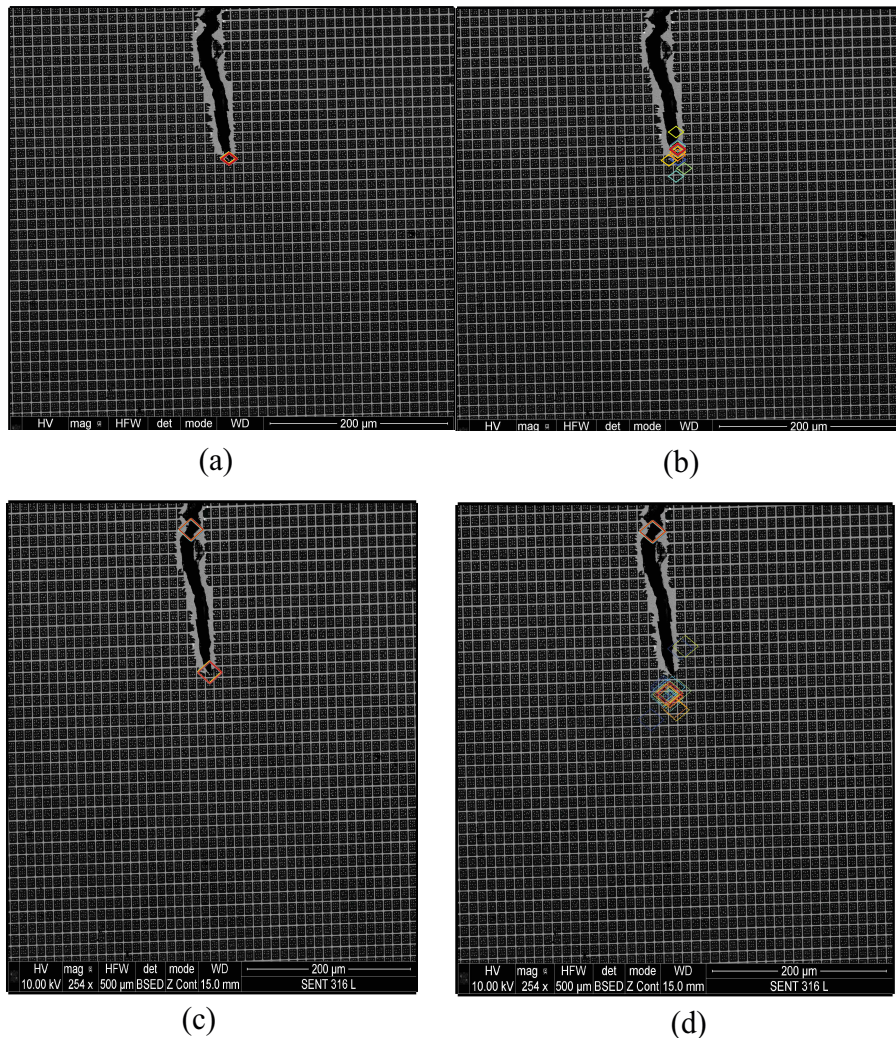 HV mag HFW det mode WD 200 µm
HV mag HFW det mode WD 200 µm
(a)
(b)
HV mag HFW det mode WD 200 µm
10.00 kV 254 x 500 µm BSED Z Cont 15.0 mm SENT 316 L
HV mag HFW det mode WD 200 µm
10.00 kV 254 x 500 µm BSED Z Cont 15.0 mm SENT 316 L
(c)
(d)